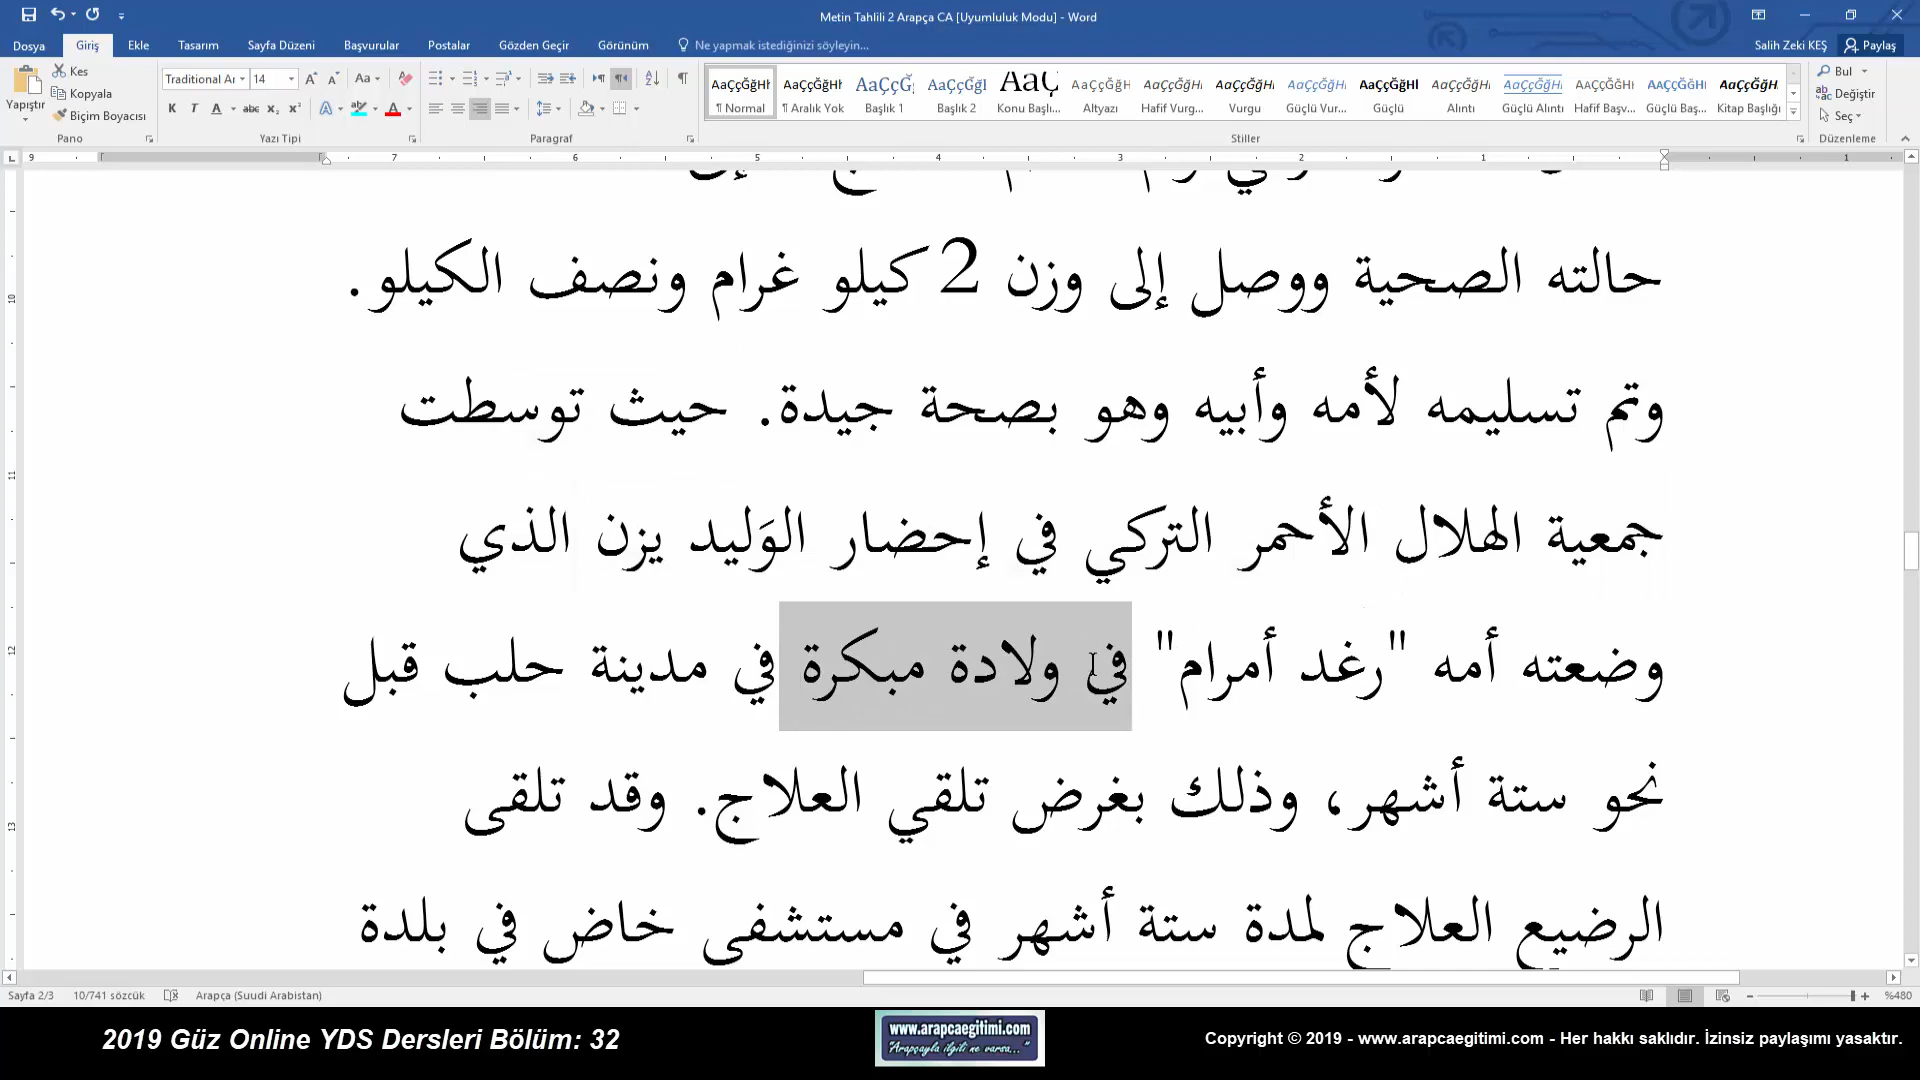 Metin Tahlili 2 Arapça CA [Uyumluluk Modu] - Word
Dosya Giriş Ekle Tasarım Sayfa Düzeni Başvurular Postalar Gözden Geçir Görünüm Ne yapmak istediğinizi söyleyin... Salih Zeki KEŞ Paylaş
Yapıştır
Kes
Kopyala
Biçim Boyacısı
Traditional Ar 14
Normal Aralık Yok Başlık 1 Başlık 2 Konu Başlı... Altyazı Hafif Vurg... Vurgu Güçlü Vur... Güçlü Alıntı Güçlü Alıntı Hafif Başv... Güçlü Baş... Kitap Başlığı
Bul
Değiştir
Seç
Pano Yazı Tipi Paragraf Stiller Düzenleme
حالته الصحية ووصل إلى وزن 2 كيلو غرام ونصف الكيلو.
وتم تسليمه لأمه وأبيه وهو بصحة جيدة. حيث توسطت
جمعية الهلال الأحمر التركي في إحضار الوَليد يزن الذي
وضعته أمه "رغد أمرام" في ولادة مبكرة في مدينة حلب قبل
نحو ستة أشهر، وذلك بغرض تلقي العلاج. وقد تلقى
الرضيع العلاج لمدة ستة أشهر في مستشفى خاض في بلدة
Sayfa 2/3 10/741 sözcük Arapça (Suudi Arabistan) %480
2019 Güz Online YDS Dersleri Bölüm: 32
www.arapcaegitimi.com
"Arapçayla ilgili ne varsa..."
Copyright © 2019 - www.arapcaegitimi.com - Her hakkı saklıdır. İzinsiz paylaşımı yasaktır.